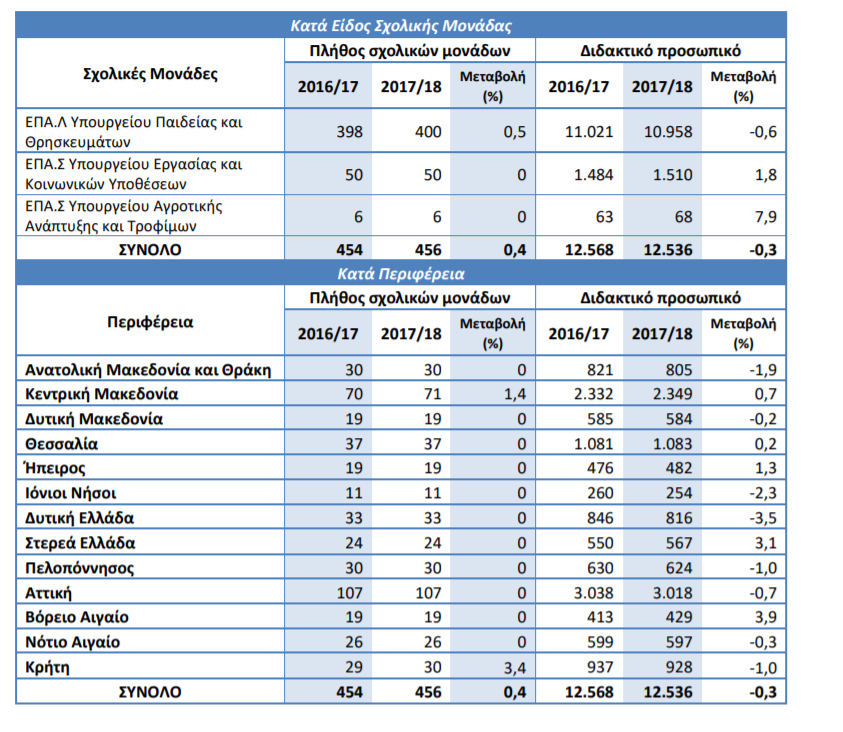 Κατά Είδος Σχολικής Μονάδας
Σχολικές Μονάδες
Πλήθος σχολικών μονάδων Διδακτικό προσωπικό
2016/17 2017/18 Μεταβολή (%) 2016/17 2017/18 Μεταβολή (%)
ΕΠΑ.Λ Υπουργείου Παιδείας και
Θρησκευμάτων 398 400 0,5 11.021 10.958 -0,6
ΕΠΑ.Σ Υπουργείου Εργασίας και
Κοινωνικών Υποθέσεων 50 50 0 1.484 1.510 1,8
ΕΠΑ.Σ Υπουργείου Αγροτικής
Ανάπτυξης και Τροφίμων 6 6 0 63 68 7,9
ΣΥΝΟΛΟ 454 456 0,4 12.568 12.536 -0,3
Κατά Περιφέρεια
Περιφέρεια
Πλήθος σχολικών μονάδων Διδακτικό προσωπικό
2016/17 2017/18 Μεταβολή (%) 2016/17 2017/18 Μεταβολή (%)
Ανατολική Μακεδονία και Θράκη 30 30 0 821 805 -1,9
Κεντρική Μακεδονία 70 71 1,4 2.332 2.349 0,7
Δυτική Μακεδονία 19 19 0 585 584 -0,2
Θεσσαλία 37 37 0 1.081 1.083 0,2
Ήπειρος 19 19 0 476 482 1,3
Ιόνιοι Νήσοι 11 11 0 260 254 -2,3
Δυτική Ελλάδα 33 33 0 846 816 -3,5
Στερεά Ελλάδα 24 24 0 550 567 3,1
Πελοπόννησος 30 30 0 630 624 -1,0
Αττική 107 107 0 3.038 3.018 -0,7
Βόρειο Αιγαίο 19 19 0 413 429 3,9
Νότιο Αιγαίο 26 26 0 599 597 -0,3
Κρήτη 29 30 3,4 937 928 -1,0
ΣΥΝΟΛΟ 454 456 0,4 12.568 12.536 -0,3